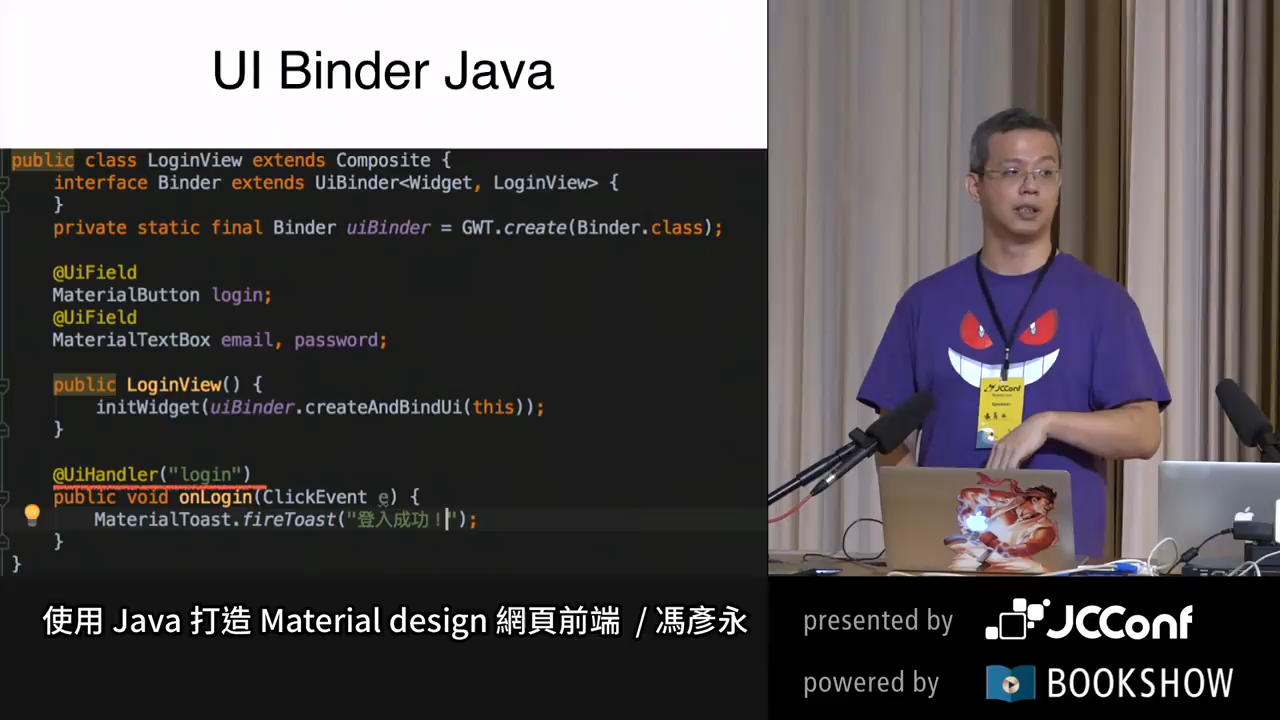 UI Binder Java
public class LoginView extends Composite {
interface Binder extends UiBinder<Widget, LoginView> {
}
private static final Binder uiBinder = GWT.create(Binder.class);
@UiField
MaterialButton login;
@UiField
MaterialTextBox email, password;
public LoginView() {
initWidget(uiBinder.createAndBindUi(this));
}
@UiHandler("login")
public void onLogin(ClickEvent e) {
MaterialToast.fireToast("登入成功！");
}
}
JCConf
使用 Java 打造 Material design 網頁前端 / 馮彥永
presented by JCConf
powered by BOOKSHOW